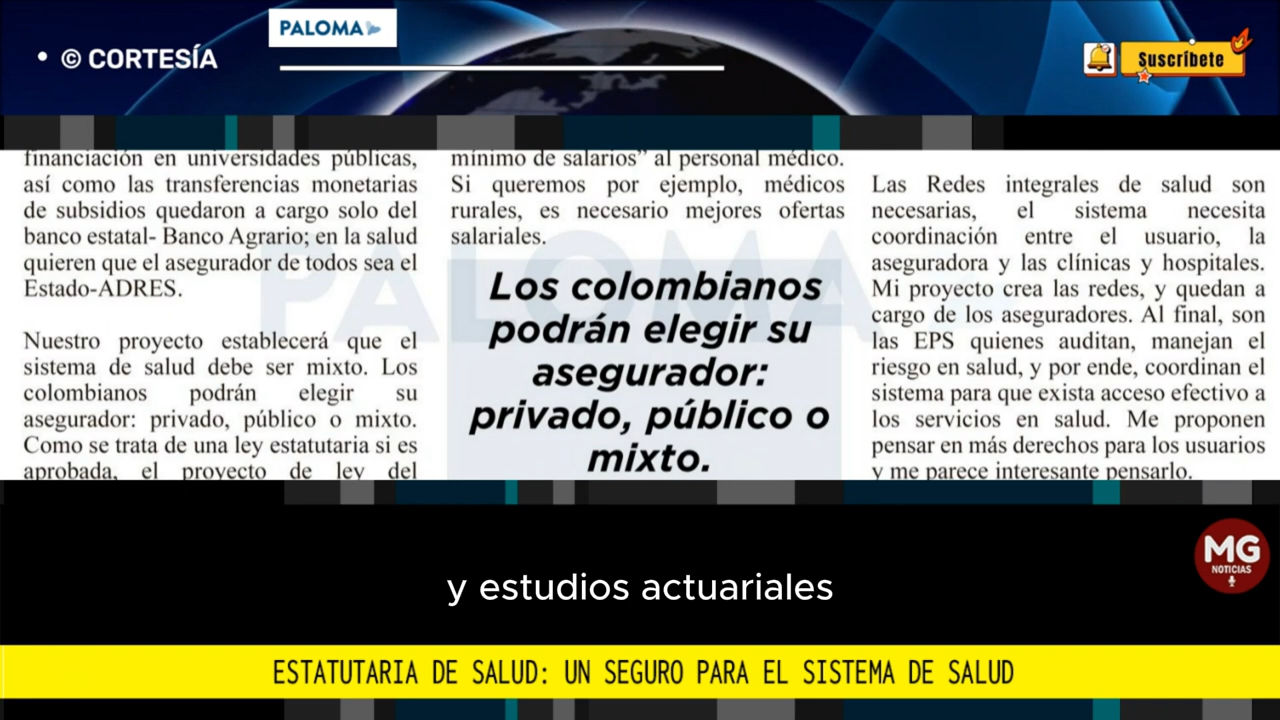 PALOMA
• © CORTESÍA
Suscríbete
financiación en universidades públicas,
así como las transferencias monetarias
de subsidios quedaron a cargo solo del
banco estatal- Banco Agrario; en la salud
quieren que el asegurador de todos sea el
Estado-ADRES.
Nuestro proyecto establecerá que el
sistema de salud debe ser mixto. Los
colombianos podrán elegir su
asegurador: privado, público o mixto.
Como se trata de una ley estatutaria si es
aprobada, el proyecto de ley del
mínimo de salarios” al personal médico.
Si queremos por ejemplo, médicos
rurales, es necesario mejores ofertas
salariales.
Los colombianos
podrán elegir su
asegurador:
privado, público o
mixto.
Las Redes integrales de salud son
necesarias, el sistema necesita
coordinación entre el usuario, la
aseguradora y las clínicas y hospitales.
Mi proyecto crea las redes, y quedan a
cargo de los aseguradores. Al final, son
las EPS quienes auditan, manejan el
riesgo en salud, y por ende, coordinan el
sistema para que exista acceso efectivo a
los servicios en salud. Me proponen
pensar en más derechos para los usuarios
y me parece interesante pensarlo.
PALOMA
MG
NOTICIAS
y estudios actuariales
ESTATUTARIA DE SALUD: UN SEGURO PARA EL SISTEMA DE SALUD